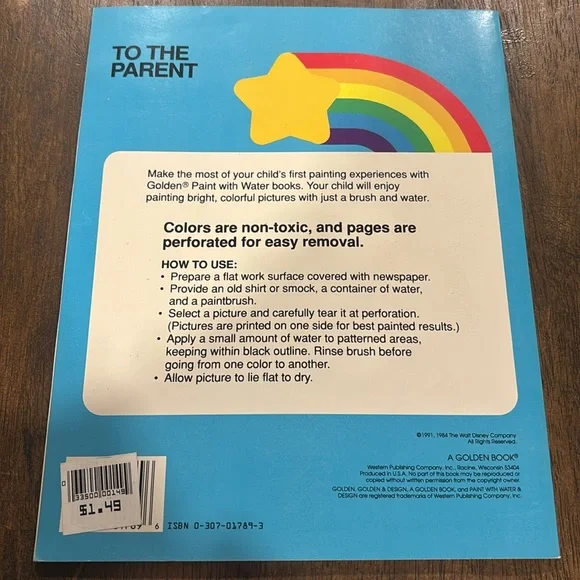 TO THE
PARENT
Make the most of your child's first painting experiences with
Golden® Paint with Water books. Your child will enjoy
painting bright, colorful pictures with just a brush and water.
Colors are non-toxic, and pages are
perforated for easy removal.
HOW TO USE:
• Prepare a flat work surface covered with newspaper.
• Provide an old shirt or smock, a container of water,
and a paintbrush.
• Select a picture and carefully tear it at perforation.
(Pictures are printed on one side for best painted results.)
• Apply a small amount of water to patterned areas,
keeping within black outline. Rinse brush before
going from one color to another.
• Allow picture to lie flat to dry.
©1991, 1984 The Walt Disney Company
All Rights Reserved.
A GOLDEN BOOK®
Western Publishing Company, Inc., Racine, Wisconsin 53404
Produced in U.S.A. No part of this book may be reproduced or
copied without written permission from the copyright owner.
GOLDEN, GOLDEN & DESIGN, A GOLDEN BOOK, and PAINT WITH WATER &
DESIGN are registered trademarks of Western Publishing Company, Inc.
33500 00149
$1.49
6 ISBN 0-307-01789-3